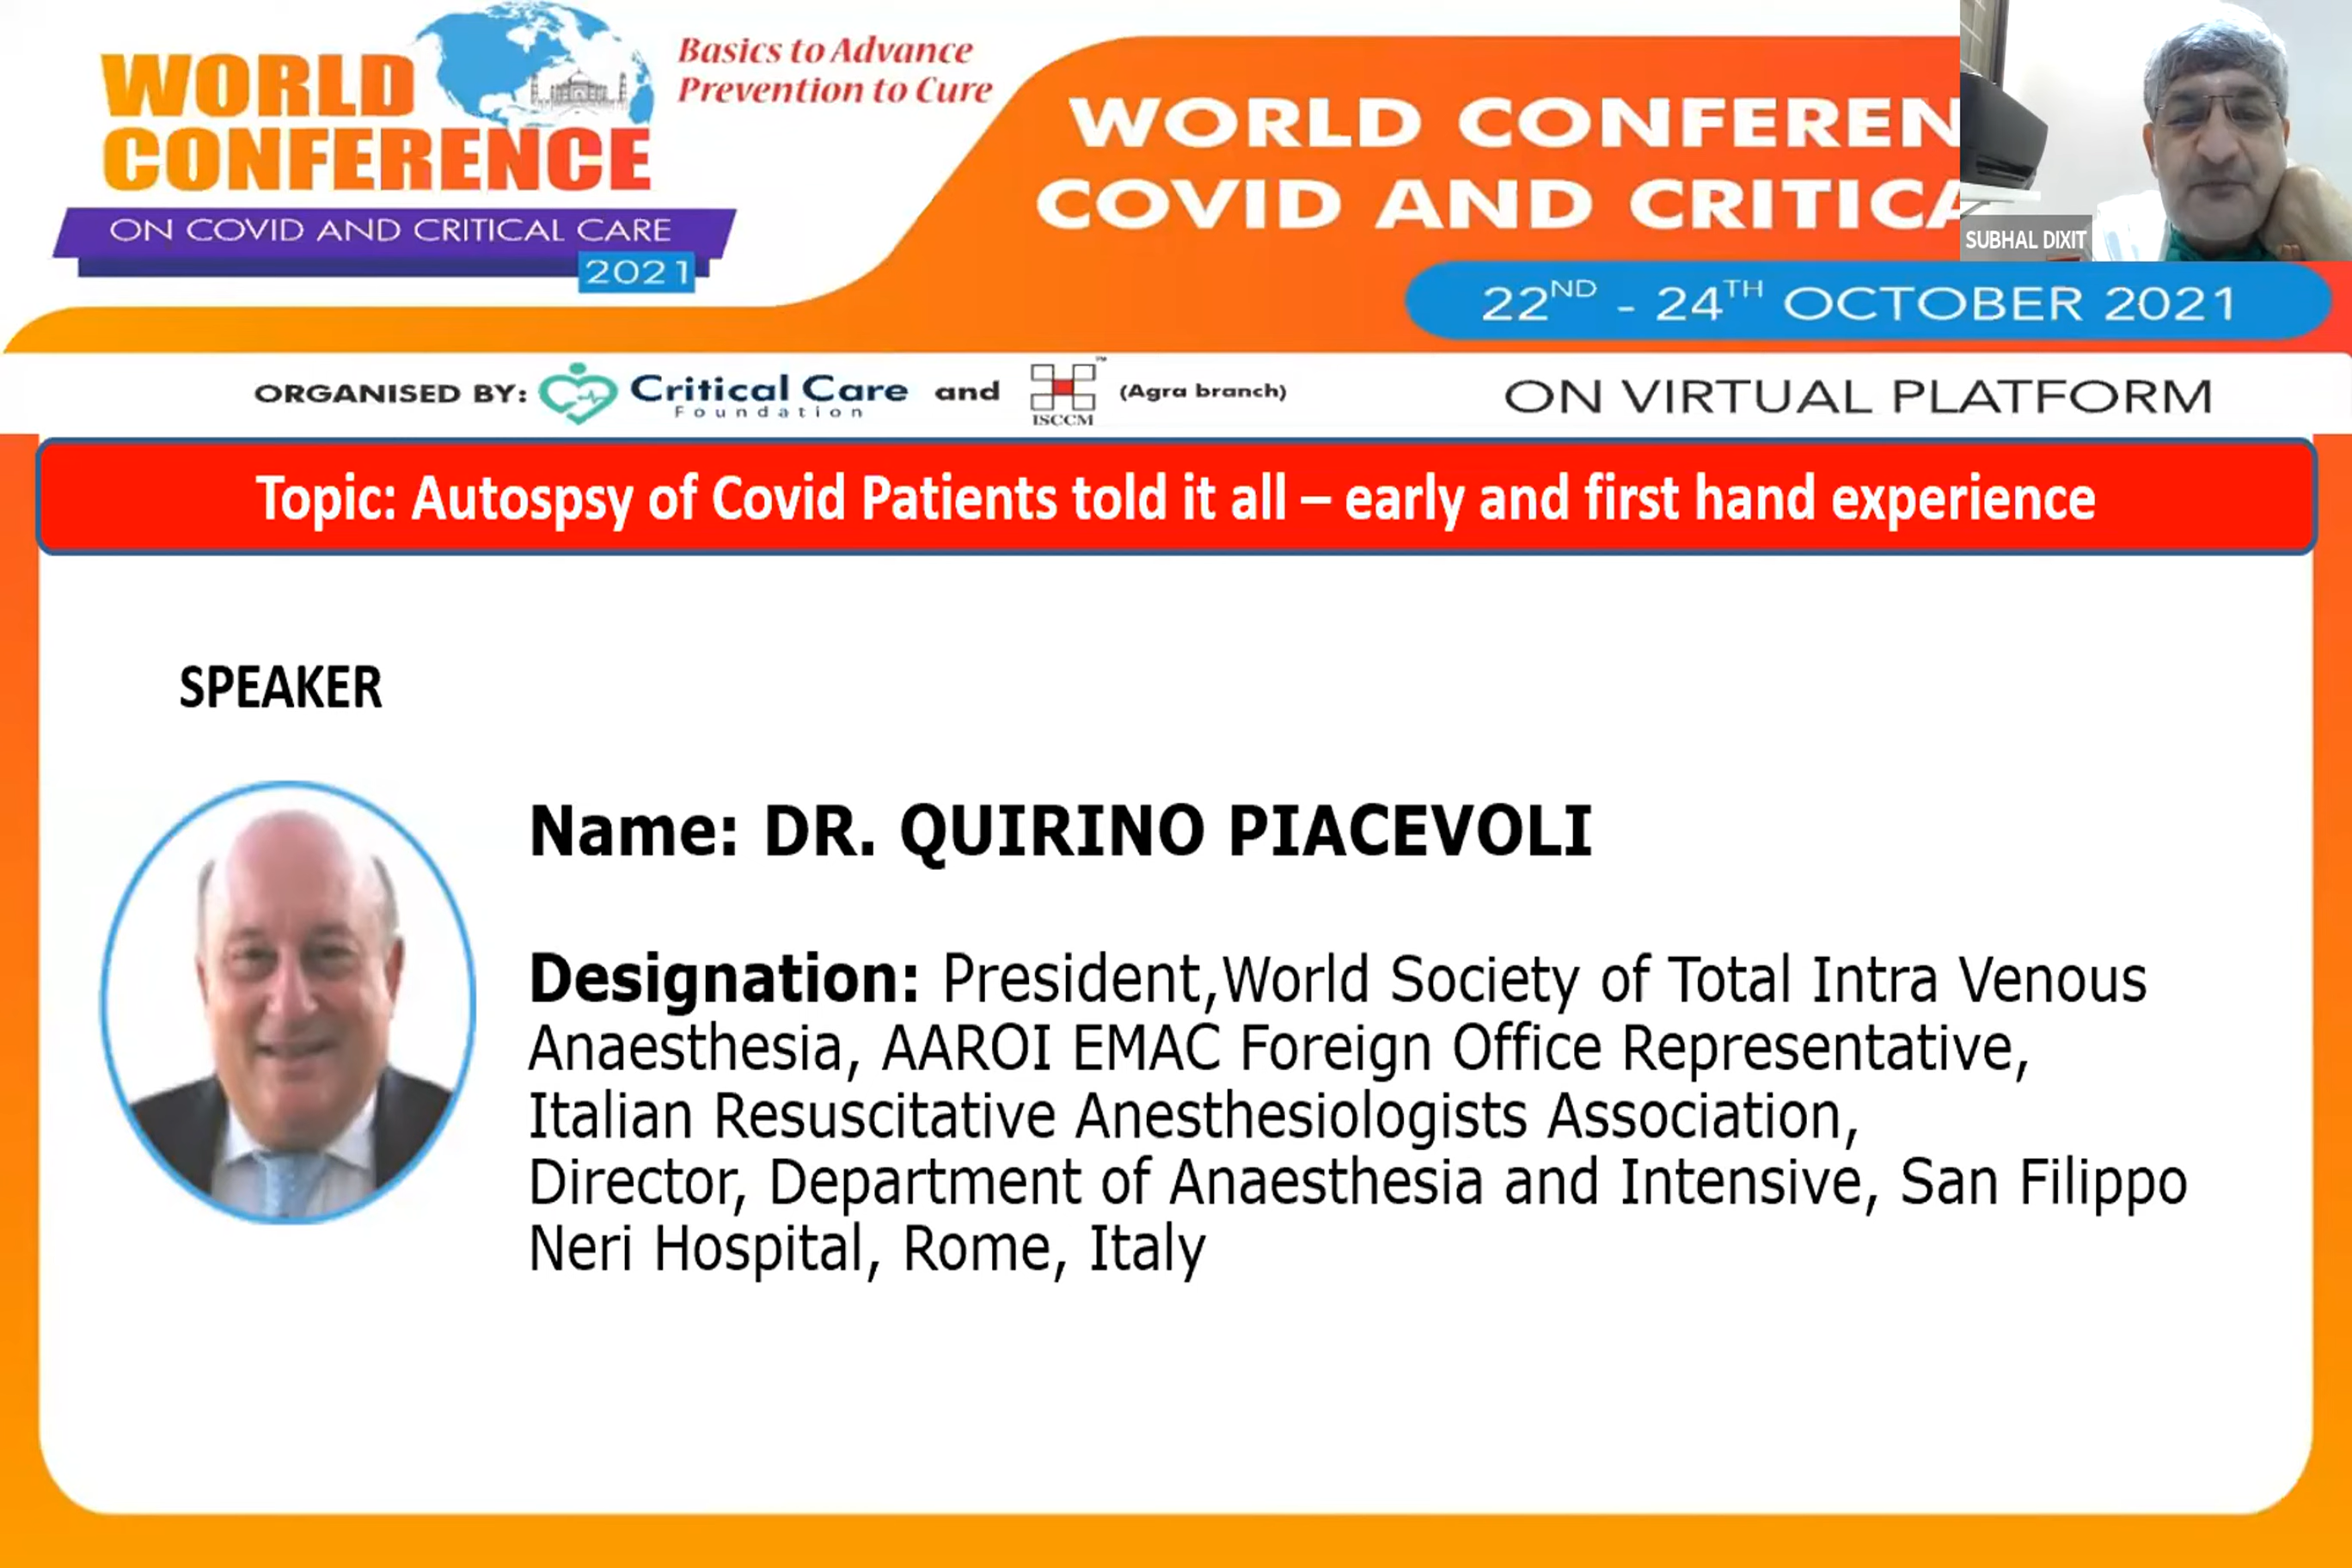 WORLD
CONFERENCE
ON COVID AND CRITICAL CARE
2021
Basics to Advance
Prevention to Cure
WORLD CONFEREN
COVID AND CRITICA
SUBHAL DIXIT
22ND - 24TH OCTOBER 2021
ORGANISED BY: Critical Care Foundation and ISCCM™ (Agra branch)
ON VIRTUAL PLATFORM
Topic: Autospsy of Covid Patients told it all – early and first hand experience
SPEAKER
Name: DR. QUIRINO PIACEVOLI
Designation: President,World Society of Total Intra Venous
Anaesthesia, AAROI EMAC Foreign Office Representative,
Italian Resuscitative Anesthesiologists Association,
Director, Department of Anaesthesia and Intensive, San Filippo
Neri Hospital, Rome, Italy